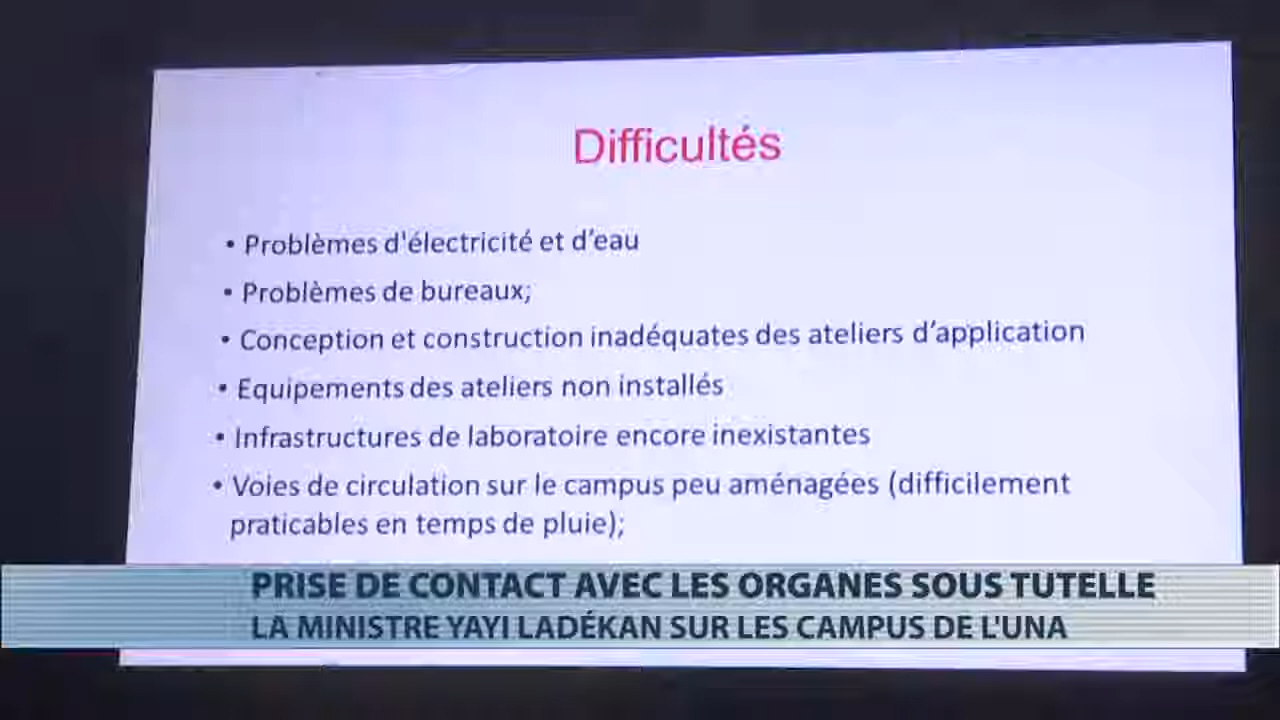 Difficultés
• Problèmes d'électricité et d’eau
• Problèmes de bureaux;
• Conception et construction inadéquates des ateliers d’application
• Equipements des ateliers non installés
• Infrastructures de laboratoire encore inexistantes
• Voies de circulation sur le campus peu aménagées (difficilement
praticables en temps de pluie);
PRISE DE CONTACT AVEC LES ORGANES SOUS TUTELLE
LA MINISTRE YAYI LADÉKAN SUR LES CAMPUS DE L'UNA